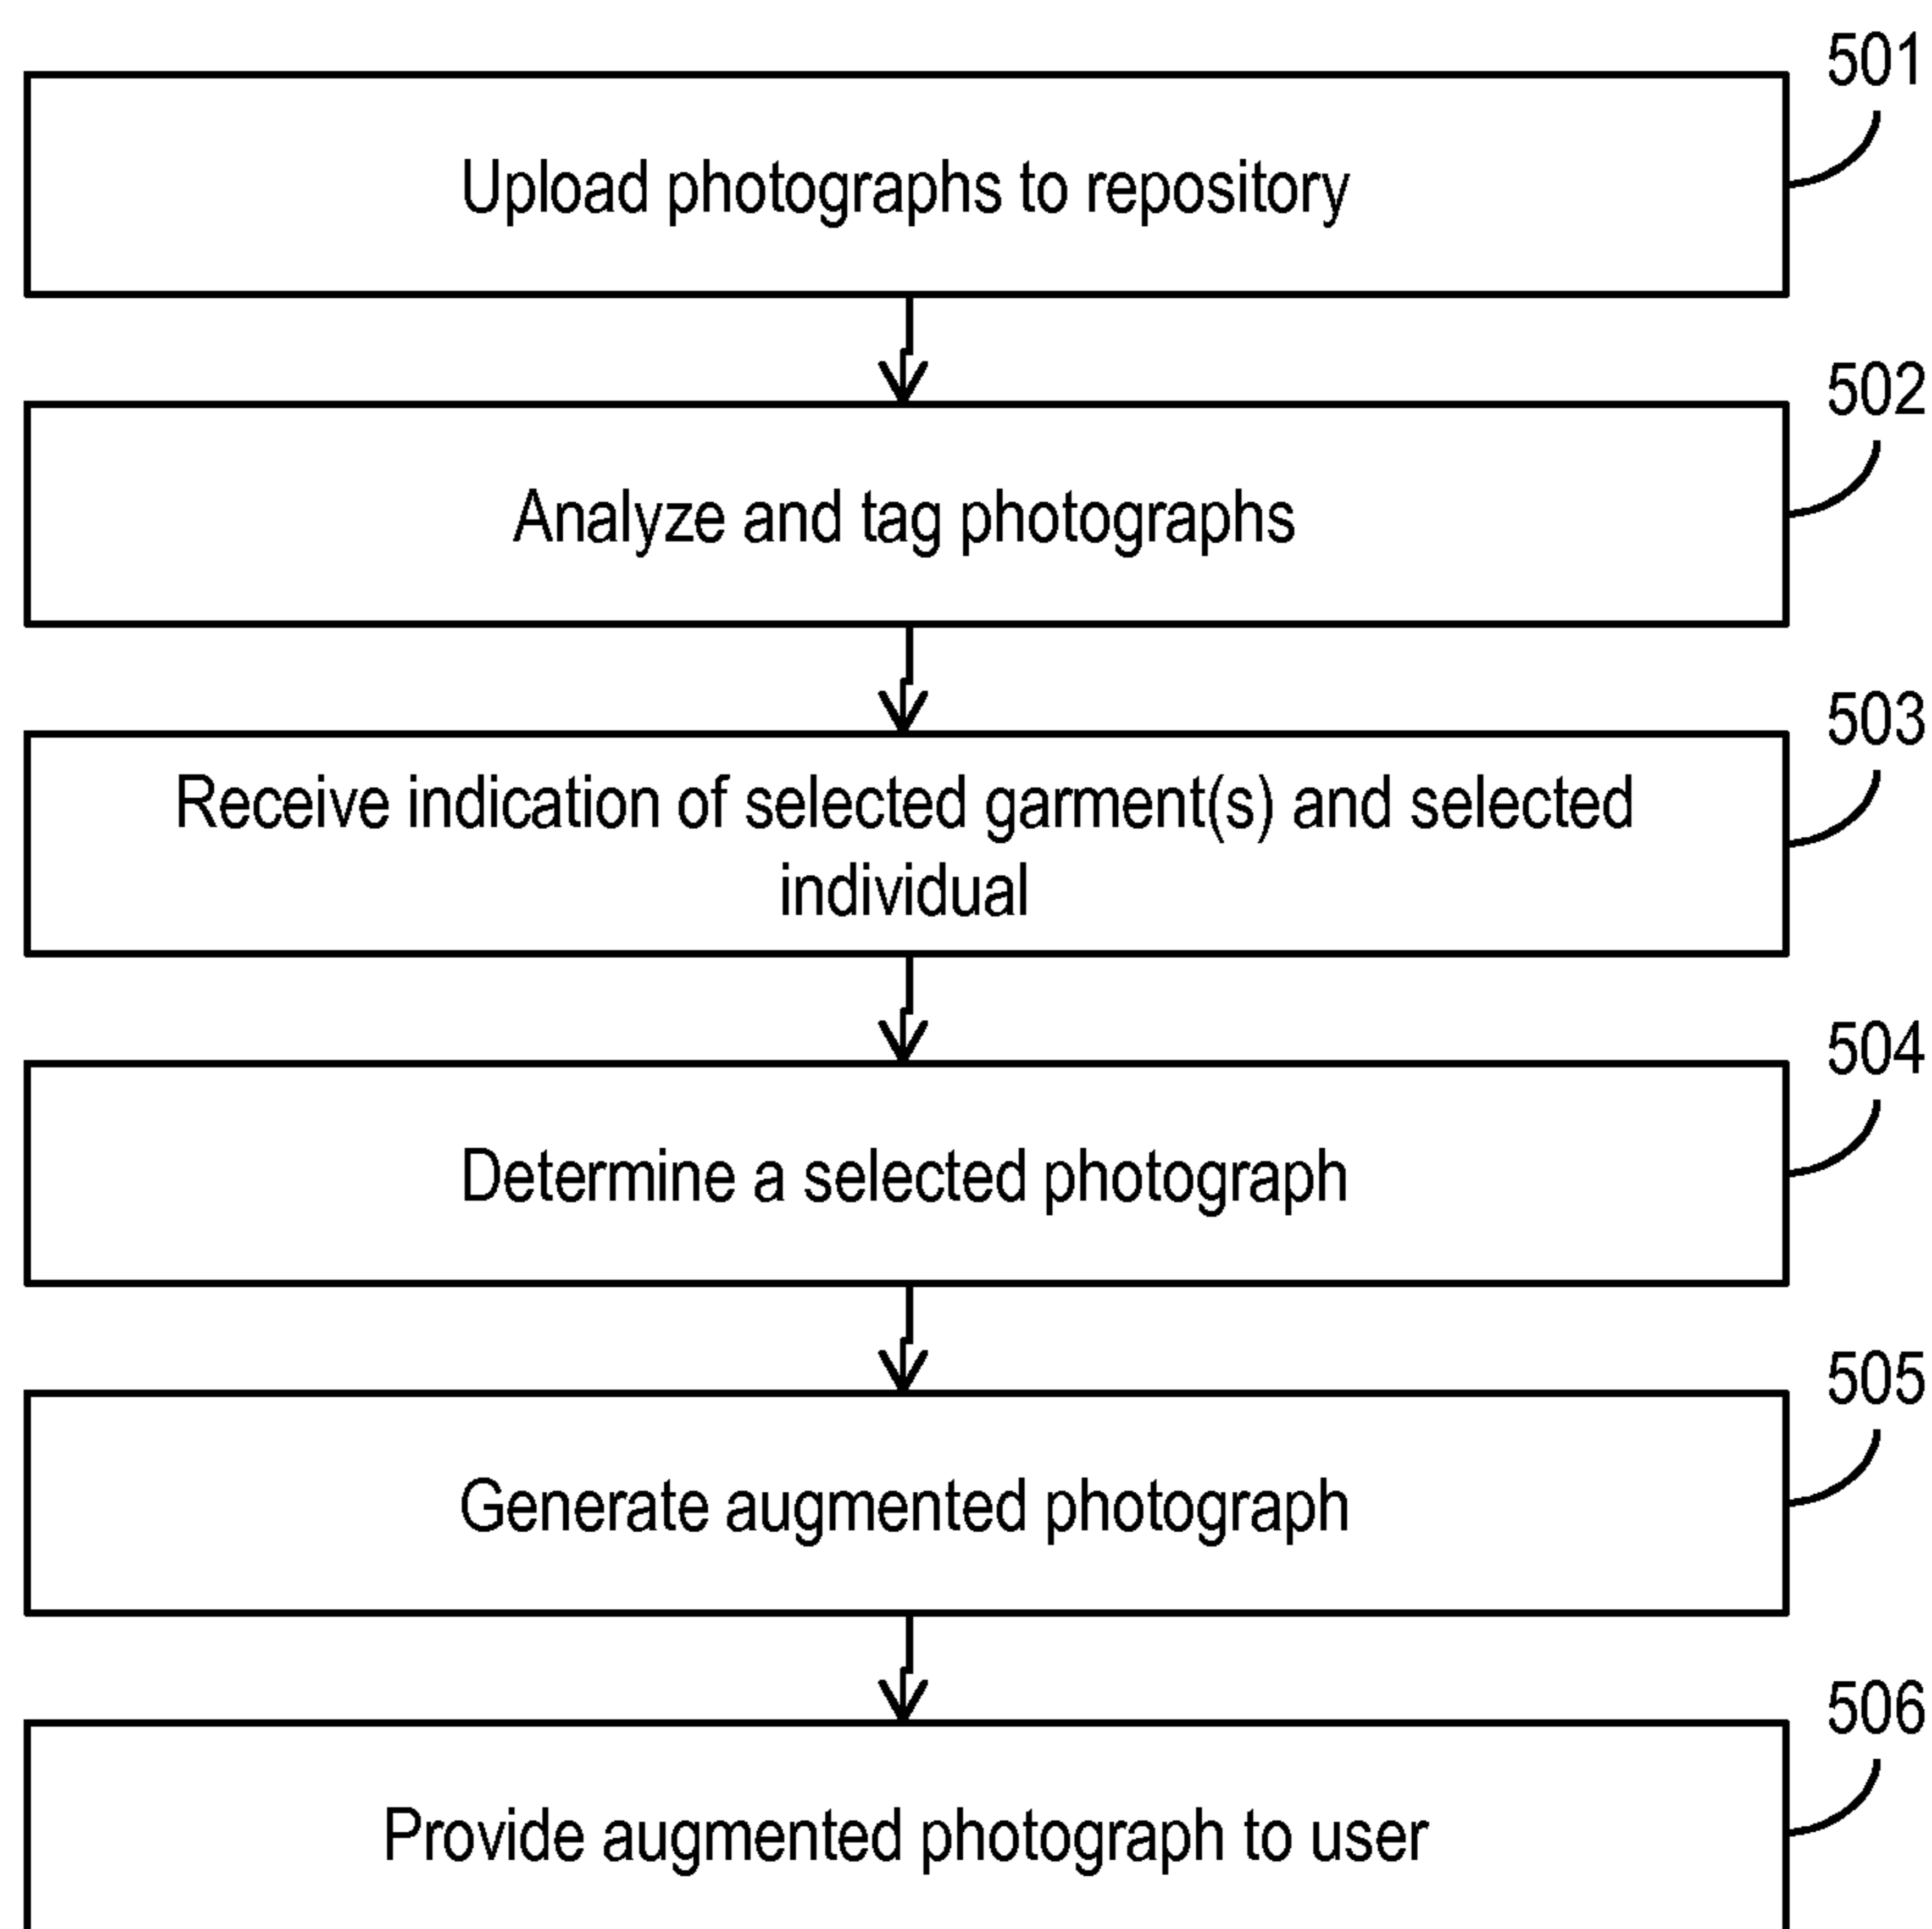 501
Upload photographs to repository
502
Analyze and tag photographs
503
Receive indication of selected garment(s) and selected
individual
504
Determine a selected photograph
505
Generate augmented photograph
506
Provide augmented photograph to user